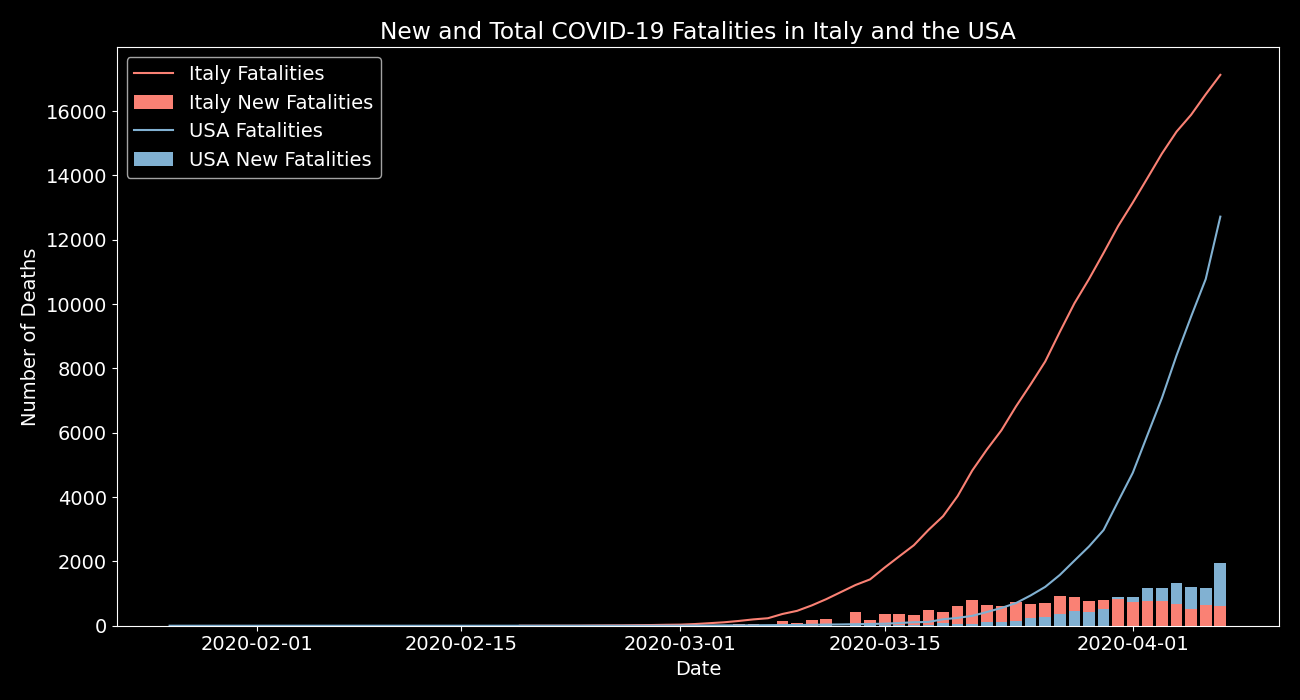 New and Total COVID-19 Fatalities in Italy and the USA
Italy Fatalities
Italy New Fatalities
USA Fatalities
USA New Fatalities
Number of Deaths
16000
14000
12000
10000
8000
6000
4000
2000
0
2020-02-01
2020-02-15
2020-03-01
2020-03-15
2020-04-01
Date